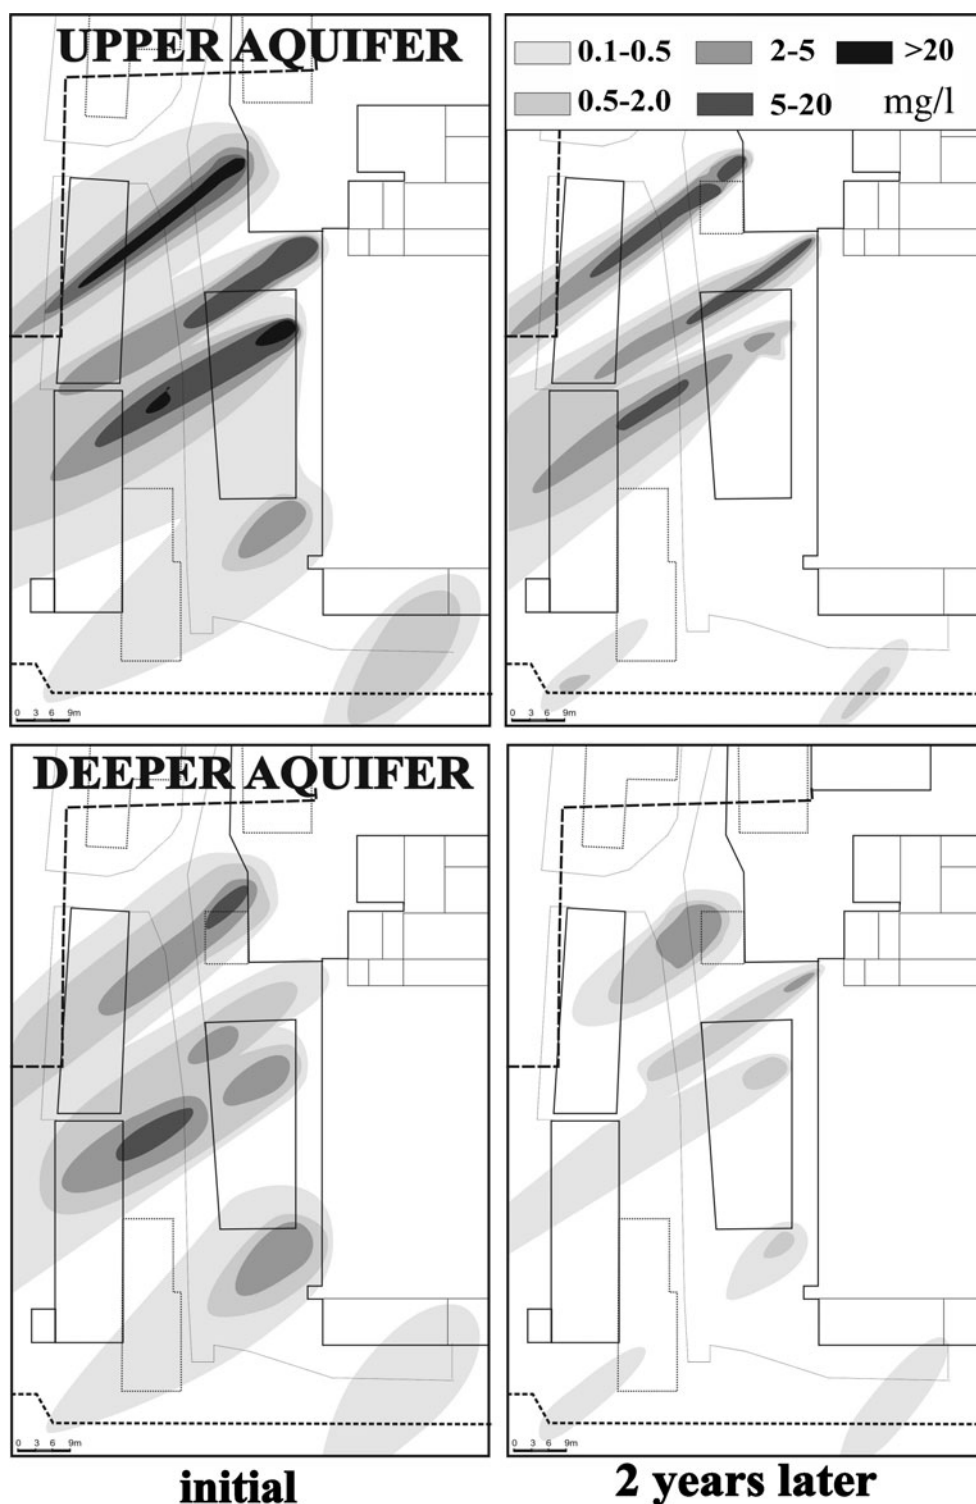 UPPER AQUIFER
0.1-0.5 2-5 >20
0.5-2.0 5-20 mg/l
0 3 6 9m
0 3 6 9m
DEEPER AQUIFER
0 3 6 9m
0 3 6 9m
initial
2 years later